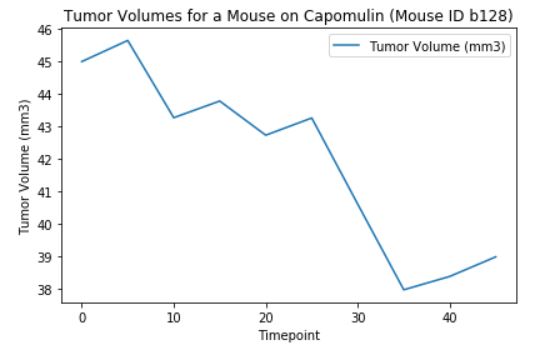 Tumor Volumes for a Mouse on Capomulin (Mouse ID b128)
Tumor Volume (mm3)
46
45
44
43
42
41
40
39
38
Tumor Volume (mm3)
0 10 20 30 40
Timepoint